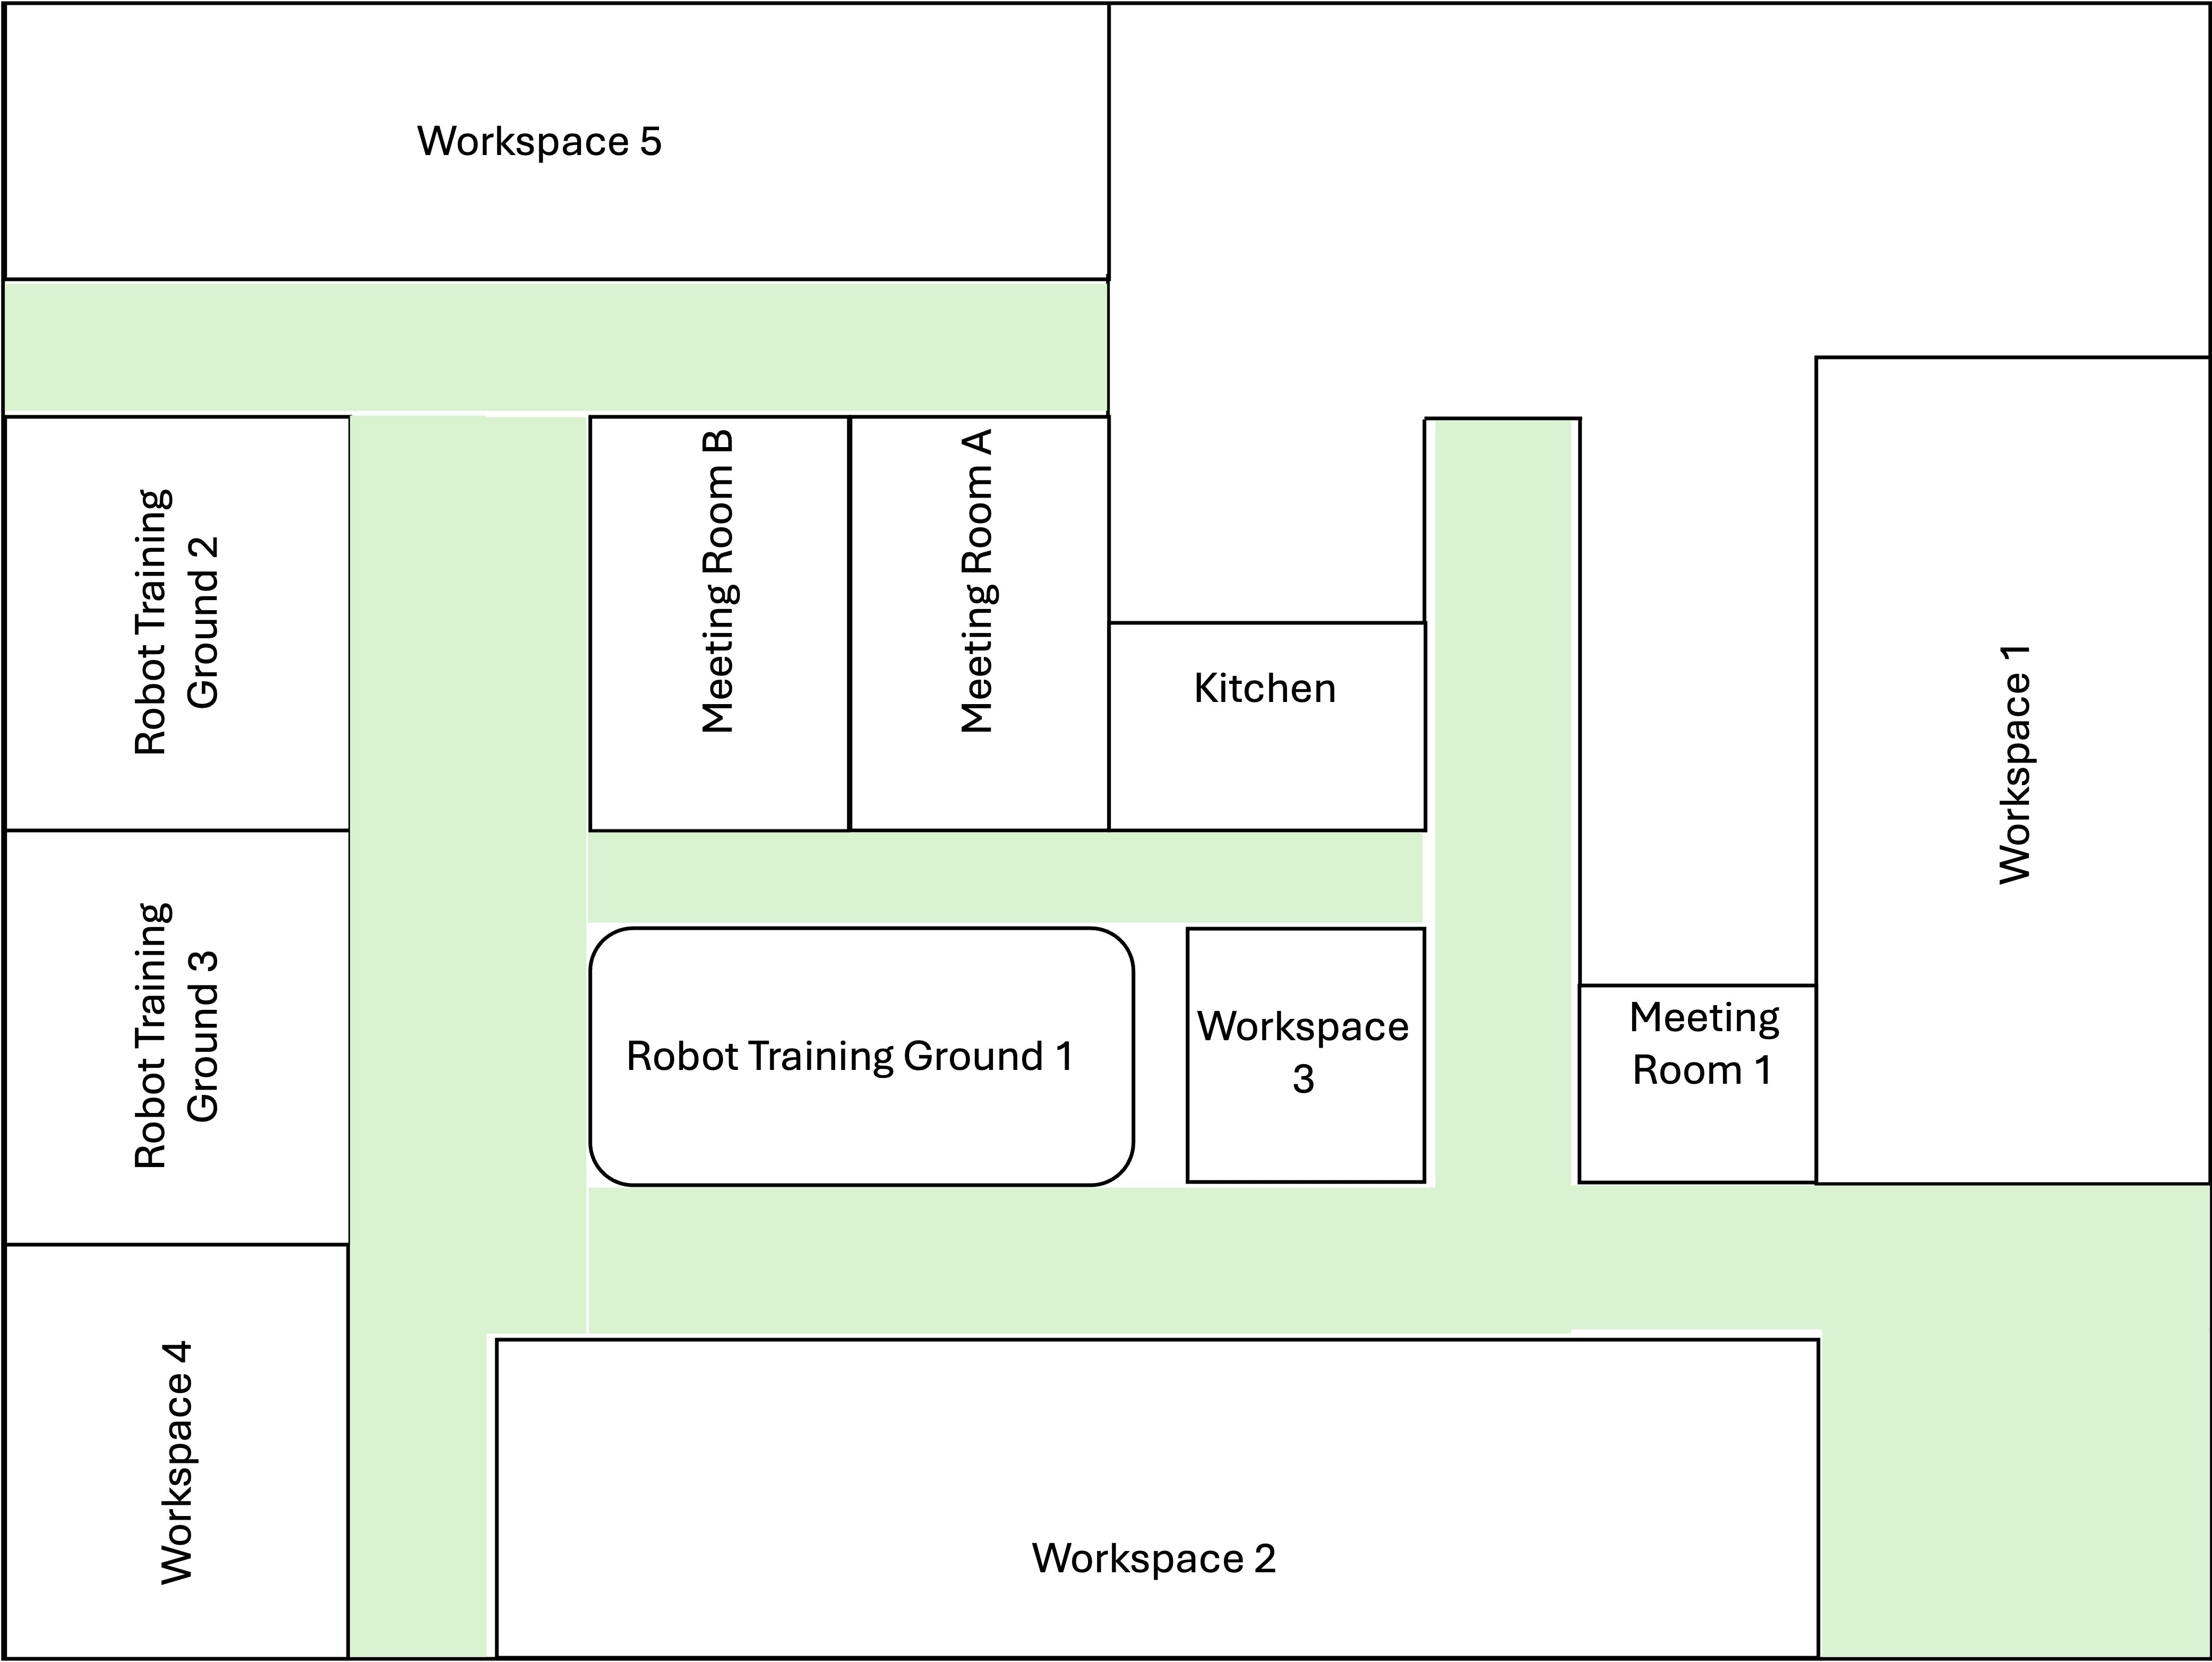 Workspace 5
Robot Training
Ground 2
Meeting Room B
Meeting Room A
Kitchen
Workspace 1
Robot Training
Ground 3
Robot Training Ground 1
Workspace
3
Meeting
Room 1
Workspace 4
Workspace 2